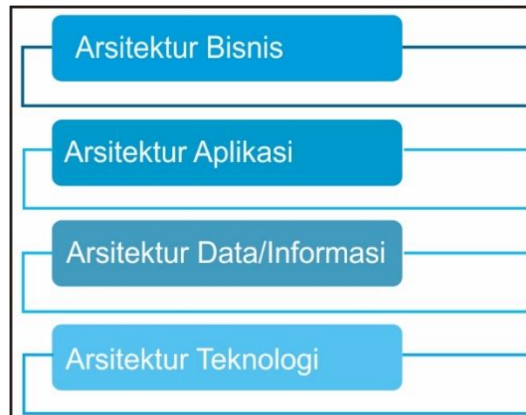 Arsitektur Bisnis
Arsitektur Aplikasi
Arsitektur Data/Informasi
Arsitektur Teknologi